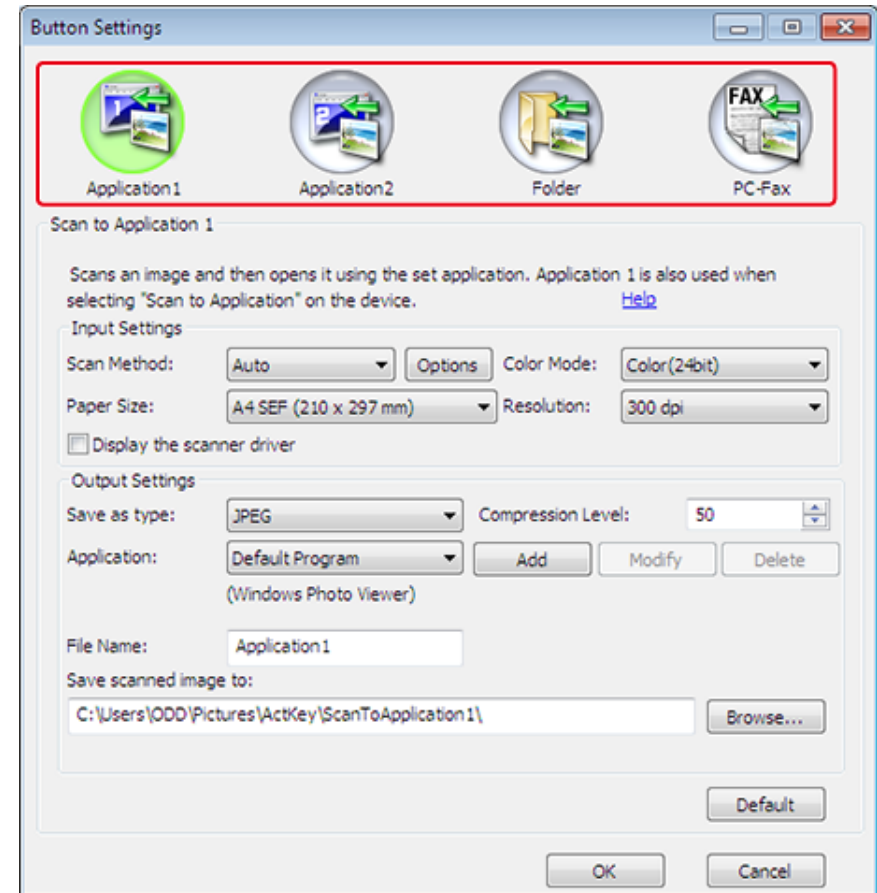 Button Settings
1 2 FAX
Application1 Application2 Folder PC-Fax
Scan to Application 1
Scans an image and then opens it using the set application. Application 1 is also used when
selecting "Scan to Application" on the device. Help
Input Settings
Scan Method: Auto Options Color Mode: Color(24bit)
Paper Size: A4 SEF (210 x 297 mm) Resolution: 300 dpi
Display the scanner driver
Output Settings
Save as type: JPEG Compression Level: 50
Application: Default Program Add Modify Delete
(Windows Photo Viewer)
File Name: Application1
Save scanned image to:
C:\Users\ODD\Pictures\ActKey\ScanToApplication1\ Browse...
Default
OK Cancel